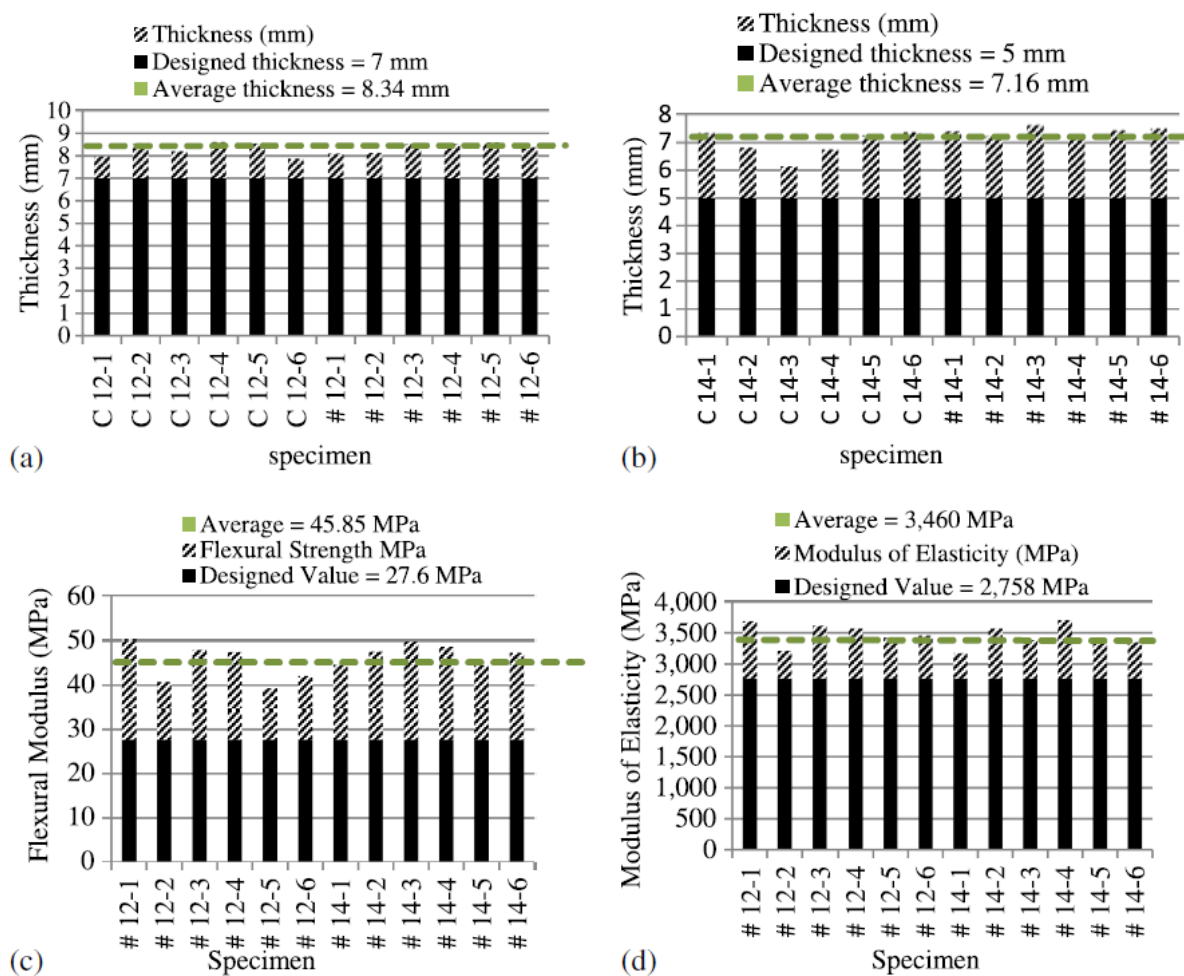 Thickness (mm)
Designed thickness = 7 mm
Average thickness = 8.34 mm
Thickness (mm)
10
9
8
7
6
5
4
3
2
1
0
C 12-1
C 12-2
C 12-3
C 12-4
C 12-5
C 12-6
# 12-1
# 12-2
# 12-3
# 12-4
# 12-5
# 12-6
specimen
(a)
Thickness (mm)
Designed thickness = 5 mm
Average thickness = 7.16 mm
Thickness (mm)
8
7
6
5
4
3
2
1
0
C 14-1
C 14-2
C 14-3
C 14-4
C 14-5
C 14-6
# 14-1
# 14-2
# 14-3
# 14-4
# 14-5
# 14-6
specimen
(b)
Average = 45.85 MPa
Flexural Strength MPa
Designed Value = 27.6 MPa
Flexural Modulus (MPa)
60
50
40
30
20
10
0
# 12-1
# 12-2
# 12-3
# 12-4
# 12-5
# 12-6
# 14-1
# 14-2
# 14-3
# 14-4
# 14-5
# 14-6
Specimen
(c)
Average = 3,460 MPa
Modulus of Elasticity (MPa)
Designed Value = 2,758 MPa
Modulus of Elasticity (MPa)
4,000
3,500
3,000
2,500
2,000
1,500
1,000
500
0
# 12-1
# 12-2
# 12-3
# 12-4
# 12-5
# 12-6
# 14-1
# 14-2
# 14-3
# 14-4
# 14-5
# 14-6
Specimen
(d)